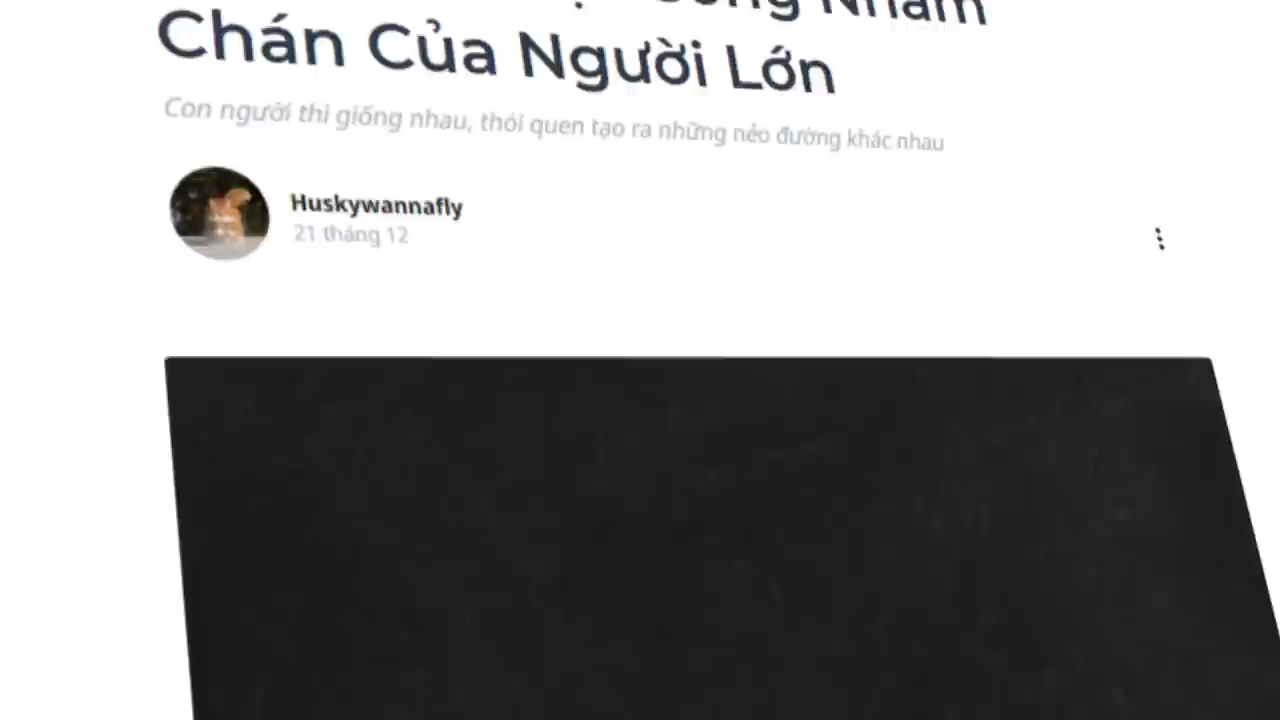 Nhàm
Chán Của Người Lớn
Con người thì giống nhau, thói quen tạo ra những nẻo đường khác nhau
Huskywannafly
21 tháng 12